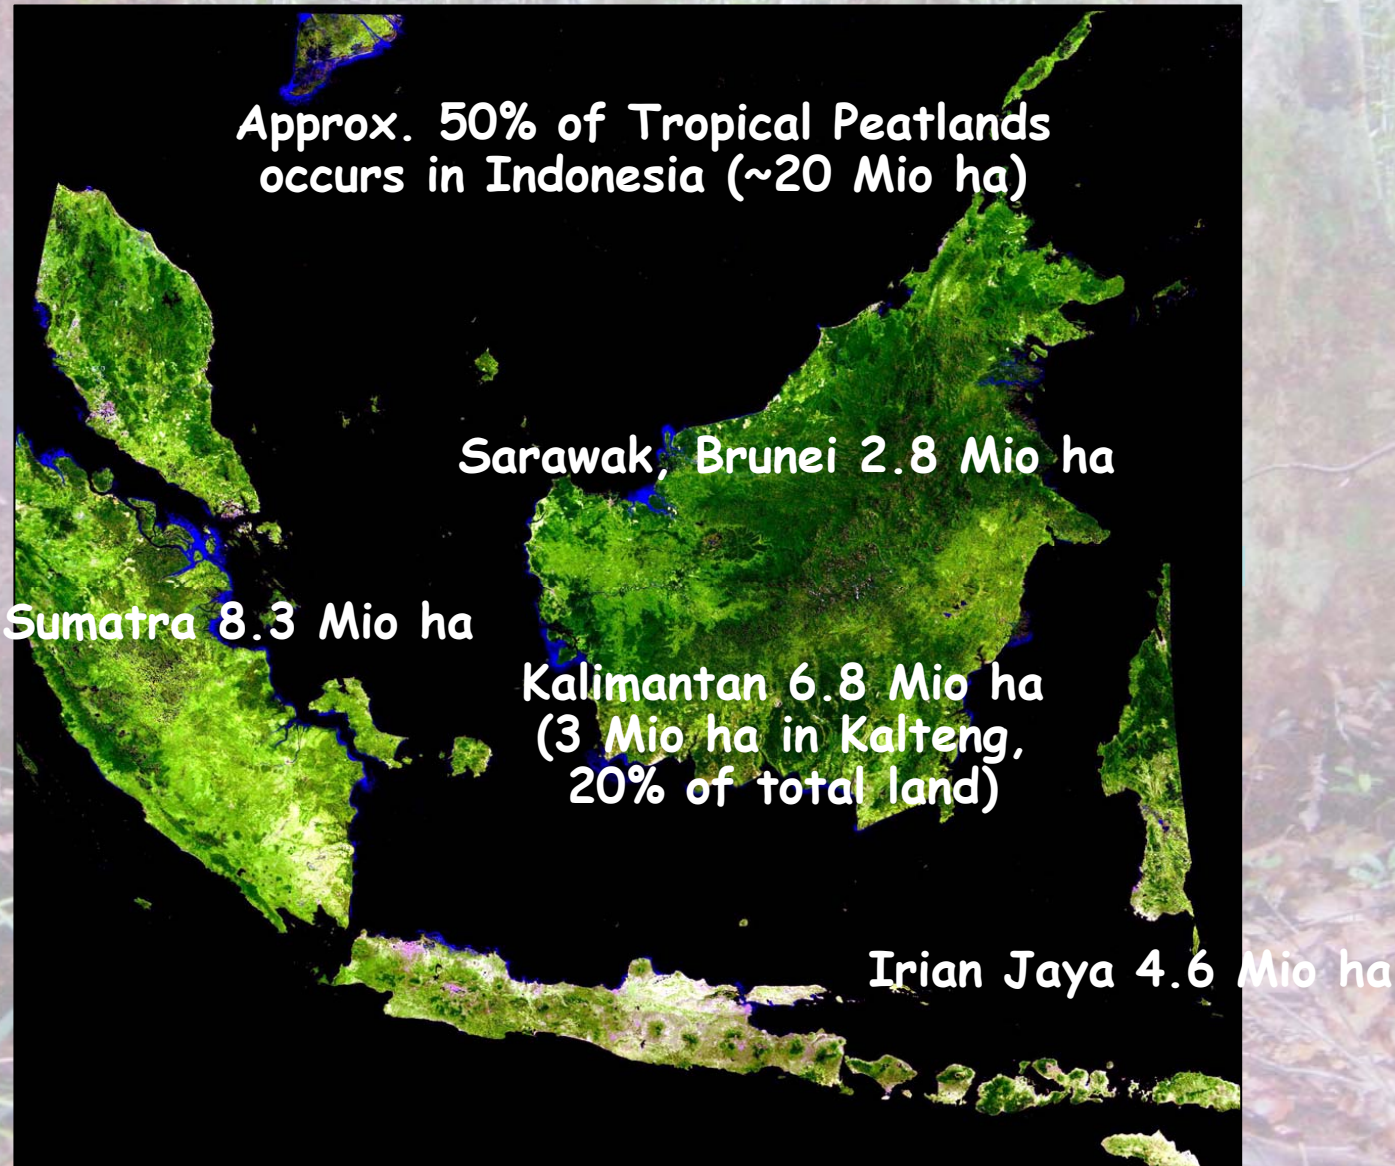 Approx. 50% of Tropical Peatlands
occurs in Indonesia (~20 Mio ha)
Sarawak, Brunei 2.8 Mio ha
Sumatra 8.3 Mio ha
Kalimantan 6.8 Mio ha
(3 Mio ha in Kalteng,
20% of total land)
Irian Jaya 4.6 Mio ha